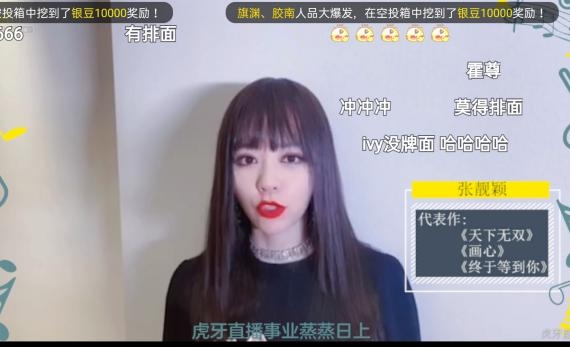 空投箱中挖到了银豆10000奖励！
旗渊、胶南人品大爆发，在空投箱中挖到了银豆10000奖励！
666
有排面
霍尊
冲冲冲
莫得排面
ivy没牌面 哈哈哈哈
张靓颖
代表作：
《天下无双》
《画心》
《终于等到你》
虎牙直播事业蒸蒸日上
虎牙